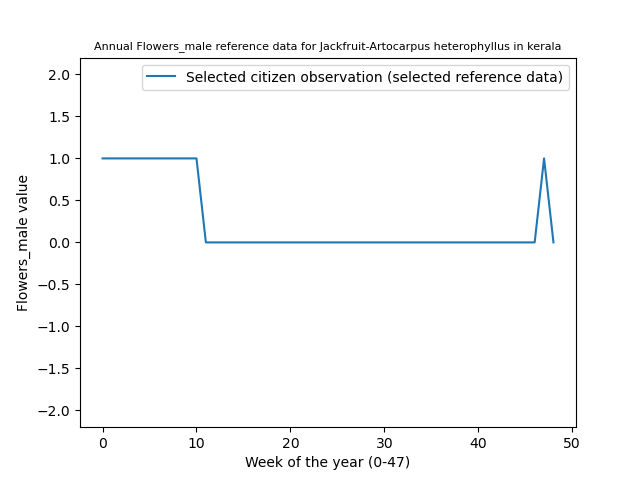 Annual Flowers_male reference data for Jackfruit-Artocarpus heterophyllus in kerala
Selected citizen observation (selected reference data)
2.0
1.5
1.0
0.5
0.0
−0.5
−1.0
−1.5
−2.0
Flowers_male value
0 10 20 30 40 50
Week of the year (0-47)